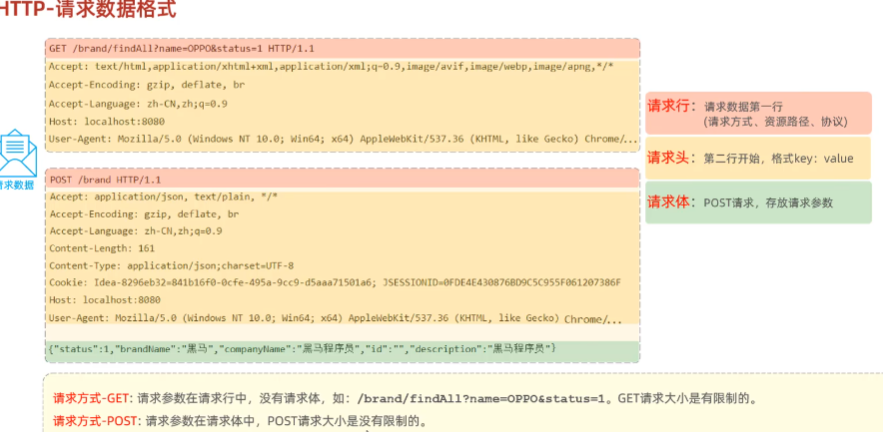 HTTP-请求数据格式
GET /brand/findAll?name=OPPO&status=1 HTTP/1.1
Accept: text/html,application/xhtml+xml,application/xml;q=0.9,image/avif,image/webp,image/apng,*/*
Accept-Encoding: gzip, deflate, br
Accept-Language: zh-CN,zh;q=0.9
Host: localhost:8080
User-Agent: Mozilla/5.0 (Windows NT 10.0; Win64; x64) AppleWebKit/537.36 (KHTML, like Gecko) Chrome/...
请求行：请求数据第一行
(请求方式、资源路径、协议)
请求头：第二行开始，格式key：value
请求体：POST请求，存放请求参数
请求数据
POST /brand HTTP/1.1
Accept: application/json, text/plain, */*
Accept-Encoding: gzip, deflate, br
Accept-Language: zh-CN,zh;q=0.9
Content-Length: 161
Content-Type: application/json;charset=UTF-8
Cookie: Idea-8296eb32=841b16f0-0cfe-495a-9cc9-d5aaa71501a6; JSESSIONID=0FDE4E430876BD9C5C955F061207386F
Host: localhost:8080
User-Agent: Mozilla/5.0 (Windows NT 10.0; Win64; x64) AppleWebKit/537.36 (KHTML, like Gecko) Chrome/...
{"status":1,"brandName":"黑马","companyName":"黑马程序员","id":"","description":"黑马程序员"}
请求方式-GET: 请求参数在请求行中，没有请求体，如：/brand/findAll?name=OPPO&status=1。GET请求大小是有限制的。
请求方式-POST: 请求参数在请求体中，POST请求大小是没有限制的。